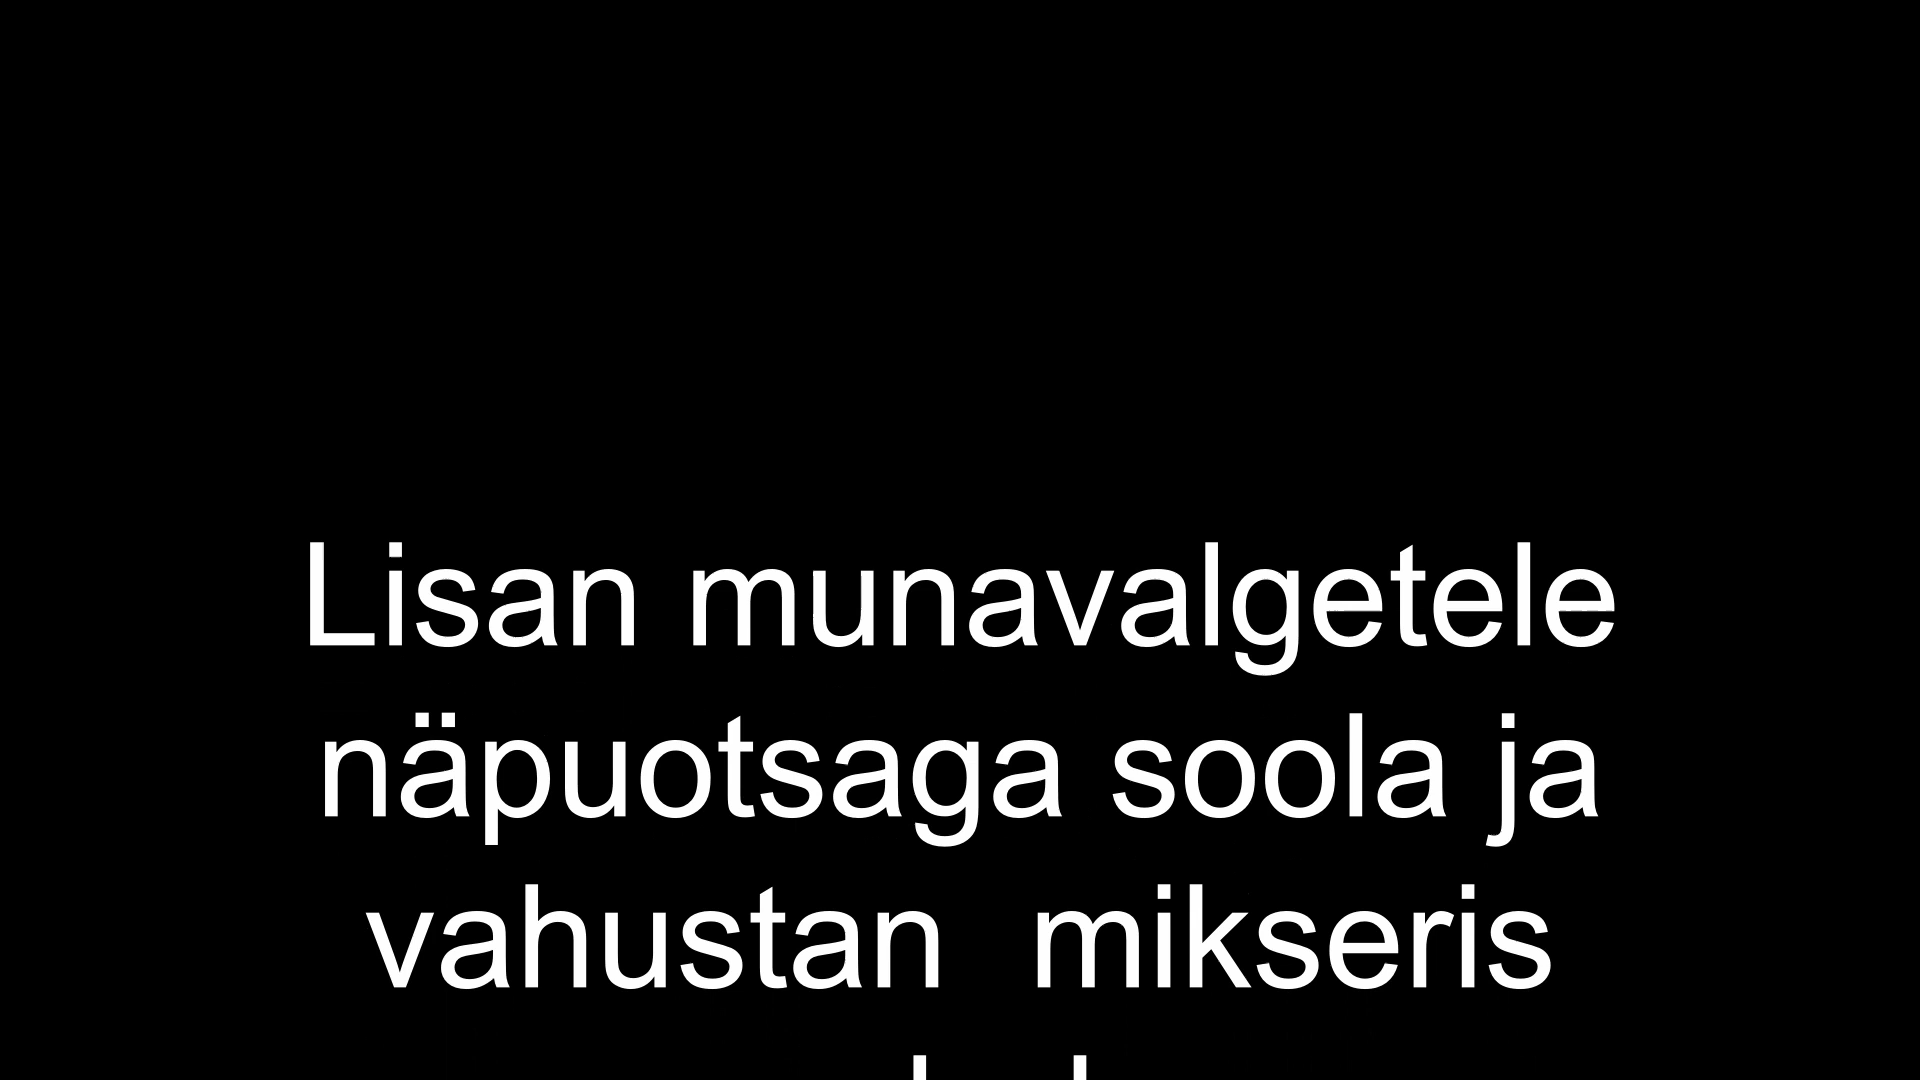 Lisan munavalgetele
näpuotsaga soola ja
vahustan  mikseris